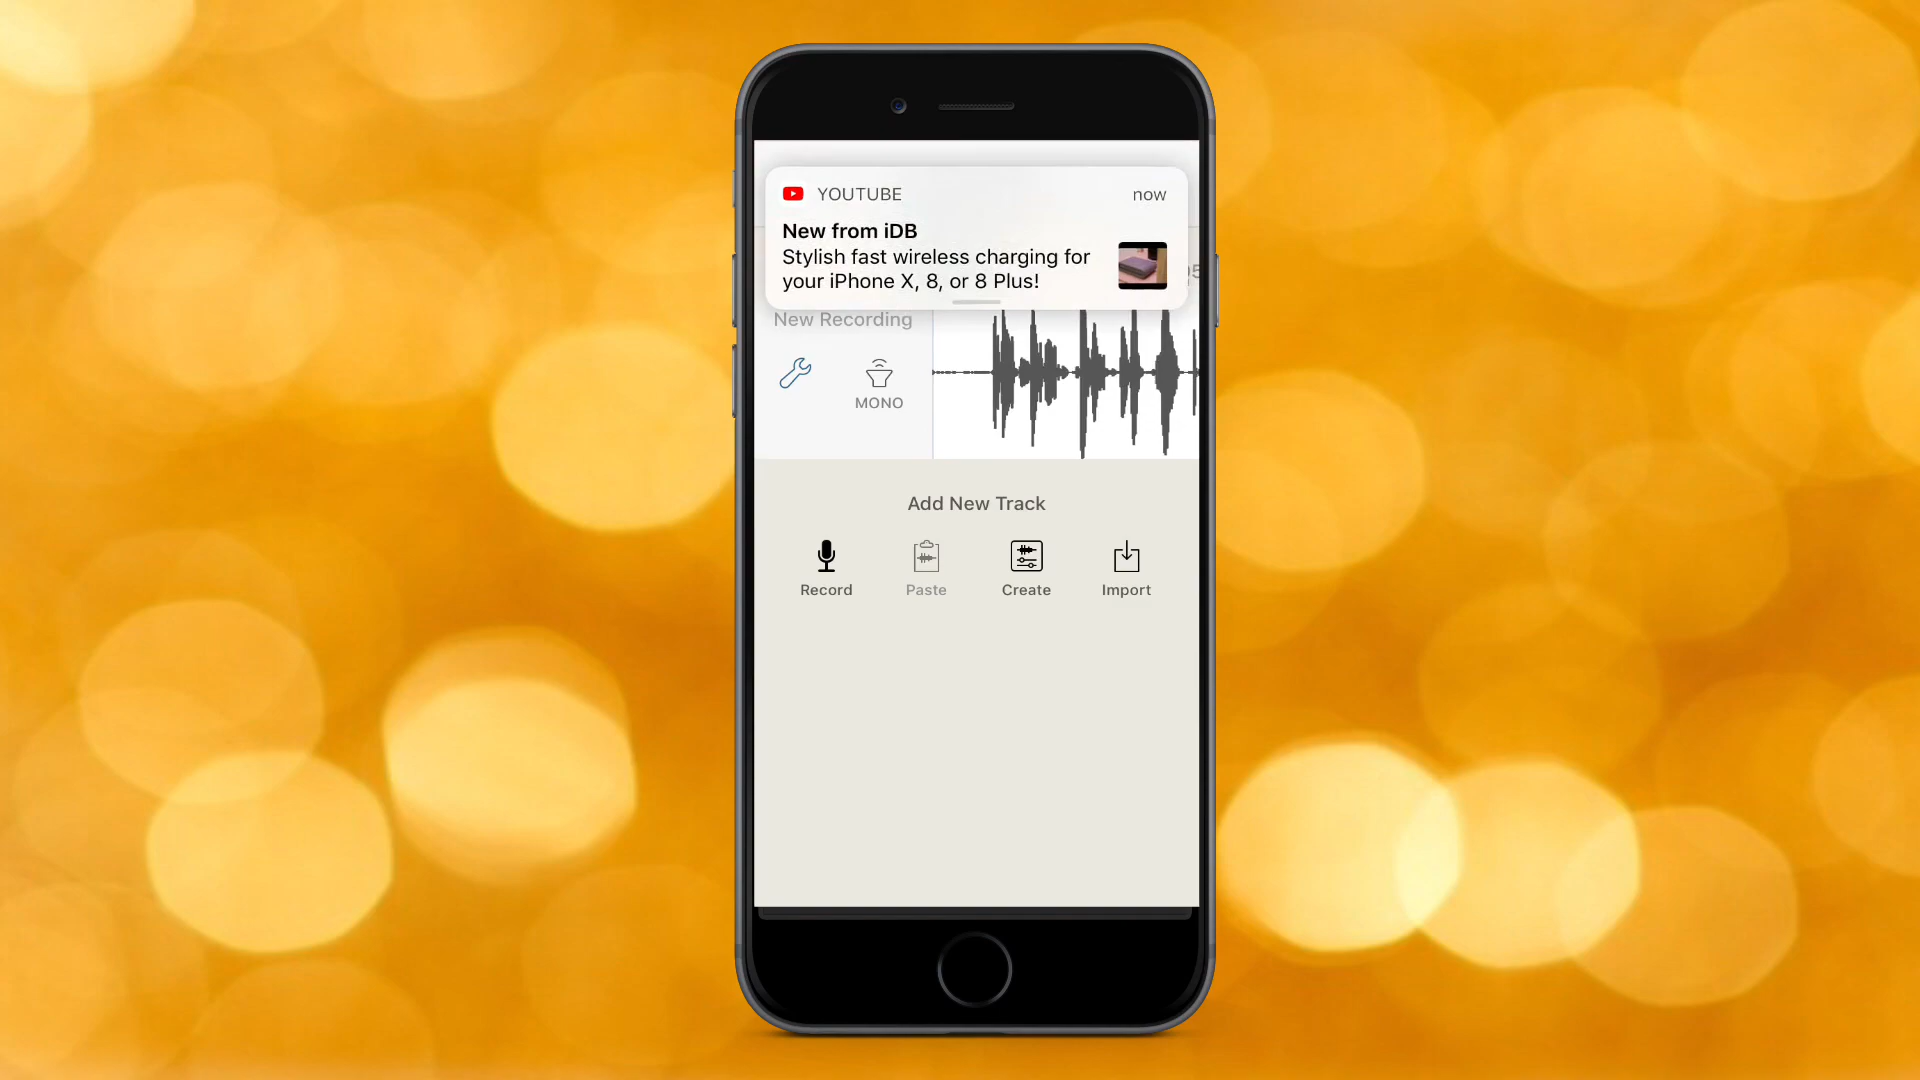 YOUTUBE now
New from iDB
Stylish fast wireless charging for
your iPhone X, 8, or 8 Plus!
New Recording
MONO
Add New Track
Record Paste Create Import